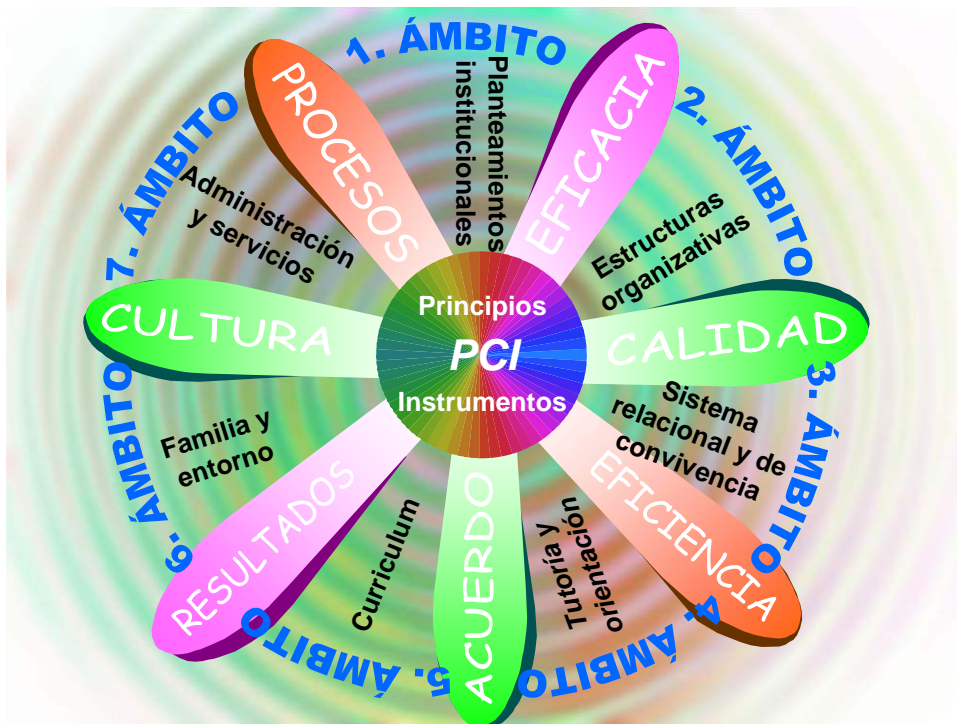 1. ÁMBITO
Planteamientos
institucionales
EFICACIA
2. ÁMBITO
Estructuras
organizativas
CALIDAD
3. ÁMBITO
Sistema
relacional y de
convivencia
EFICIENCIA
4. ÁMBITO
Tutoría y
orientación
ACUERDO
5. ÁMBITO
Curriculum
RESULTADOS
6. ÁMBITO
Familia y
entorno
CULTURA
7. ÁMBITO
Administración
y servicios
PROCESOS
Principios
PCI
Instrumentos